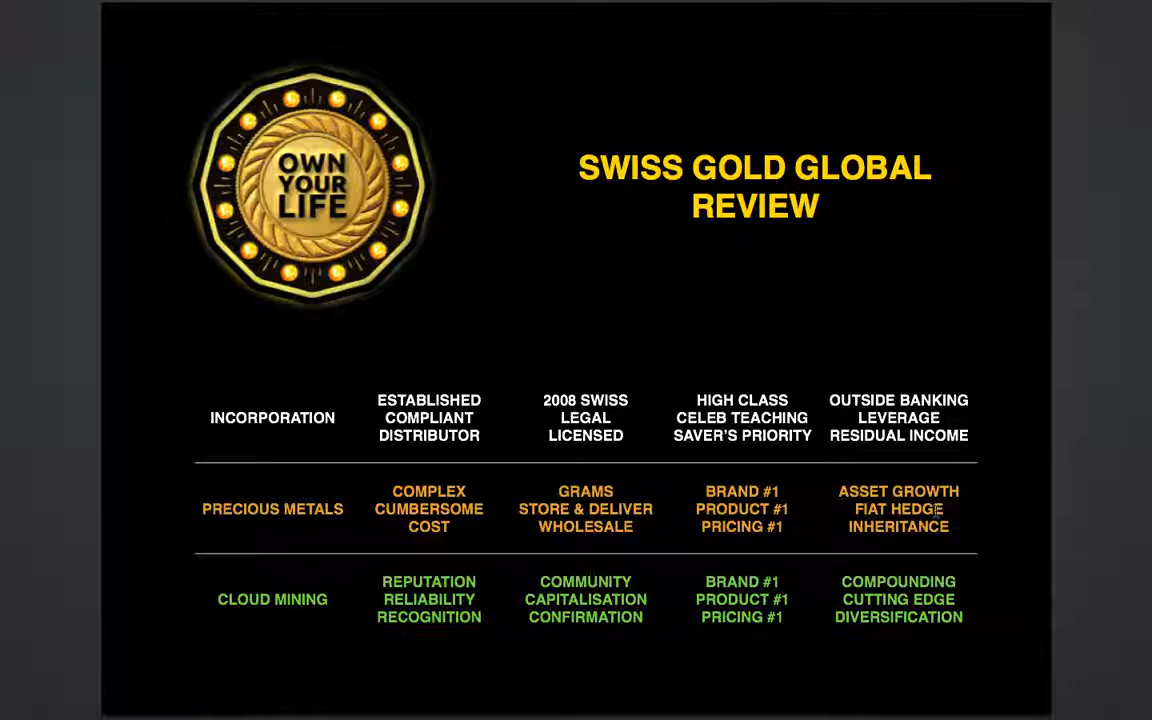 OWN
YOUR
LIFE
SWISS GOLD GLOBAL
REVIEW
INCORPORATION
ESTABLISHED
COMPLIANT
DISTRIBUTOR
2008 SWISS
LEGAL
LICENSED
HIGH CLASS
CELEB TEACHING
SAVER'S PRIORITY
OUTSIDE BANKING
LEVERAGE
RESIDUAL INCOME
PRECIOUS METALS
COMPLEX
CUMBERSOME
COST
GRAMS
STORE & DELIVER
WHOLESALE
BRAND #1
PRODUCT #1
PRICING #1
ASSET GROWTH
FIAT HEDGE
INHERITANCE
CLOUD MINING
REPUTATION
RELIABILITY
RECOGNITION
COMMUNITY
CAPITALISATION
CONFIRMATION
BRAND #1
PRODUCT #1
PRICING #1
COMPOUNDING
CUTTING EDGE
DIVERSIFICATION